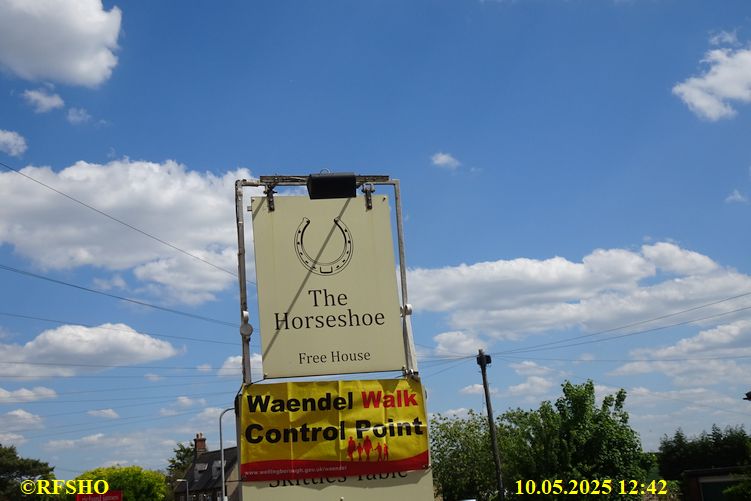 The
Horseshoe
Free House
Waendel Walk
Control Point
www.wellingborough.gov.uk/waendel
Skittles Table
©RFSHO
10.05.2025 12:42